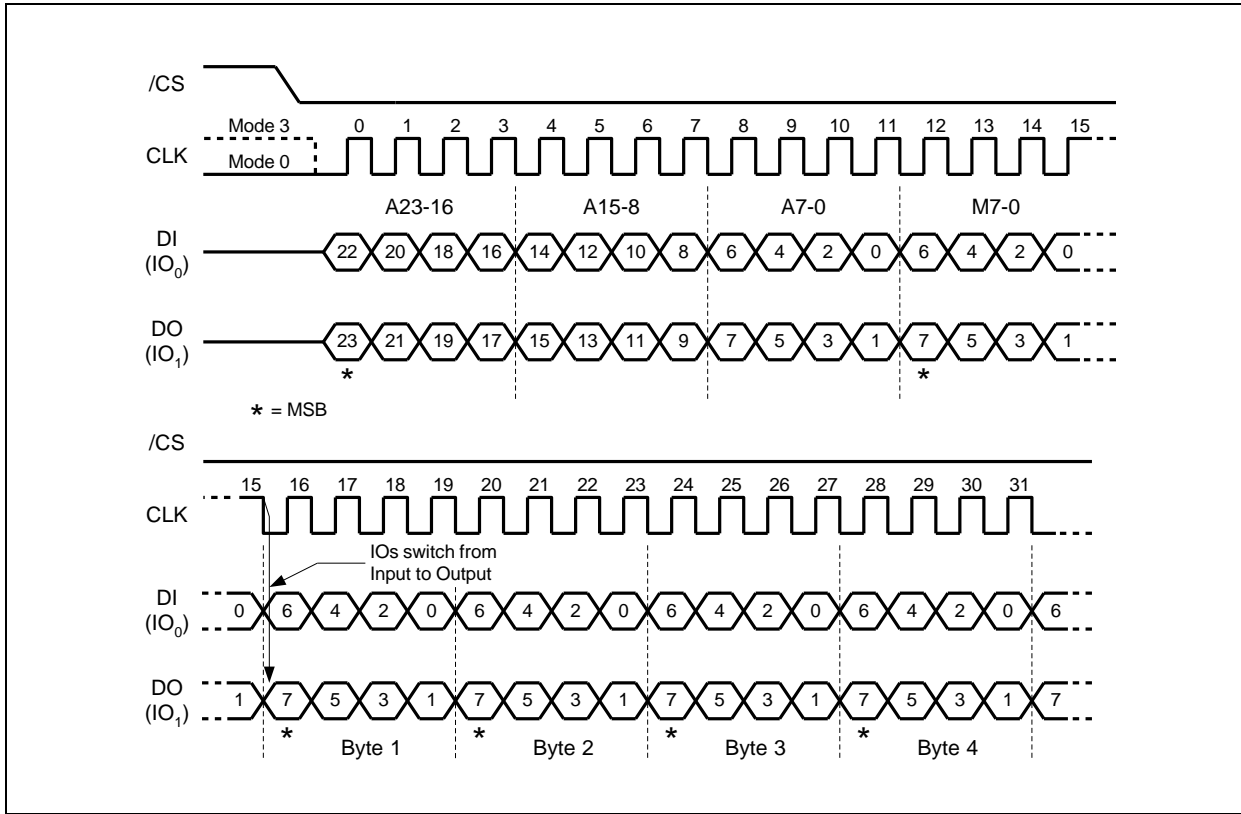 /CS
Mode 3 0 1 2 3 4 5 6 7 8 9 10 11 12 13 14 15
CLK
Mode 0
A23-16 A15-8 A7-0 M7-0
DI
(IO0) 22 20 18 16 14 12 10 8 6 4 2 0 6 4 2 0
DO
(IO1) 23 21 19 17 15 13 11 9 7 5 3 1 7 5 3 1
* *
* = MSB
/CS
15 16 17 18 19 20 21 22 23 24 25 26 27 28 29 30 31
CLK
IOs switch from
Input to Output
DI
(IO0) 0 6 4 2 0 6 4 2 0 6 4 2 0 6 4 2 0 6
DO
(IO1) 1 7 5 3 1 7 5 3 1 7 5 3 1 7 5 3 1 7
* * * *
Byte 1 Byte 2 Byte 3 Byte 4